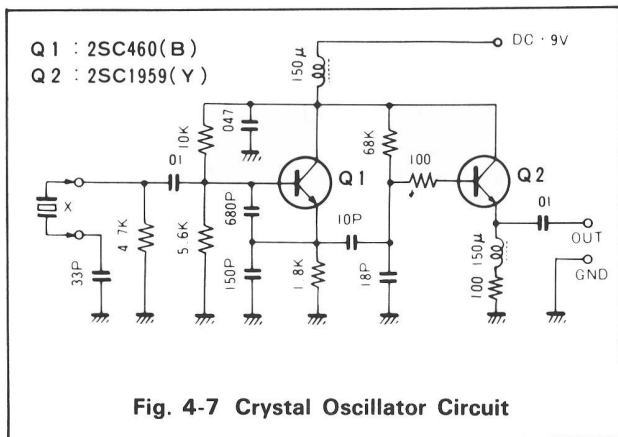 Q1 : 2SC460(B)
Q2 : 2SC1959(Y)
150μ
DC · 9V
10K
047
68K
100
Q1
Q2
01
X
4.7K
5.6K
680P
10P
01
OUT
150μ
33P
150P
1.8K
18P
100
GND
Fig. 4-7 Crystal Oscillator Circuit